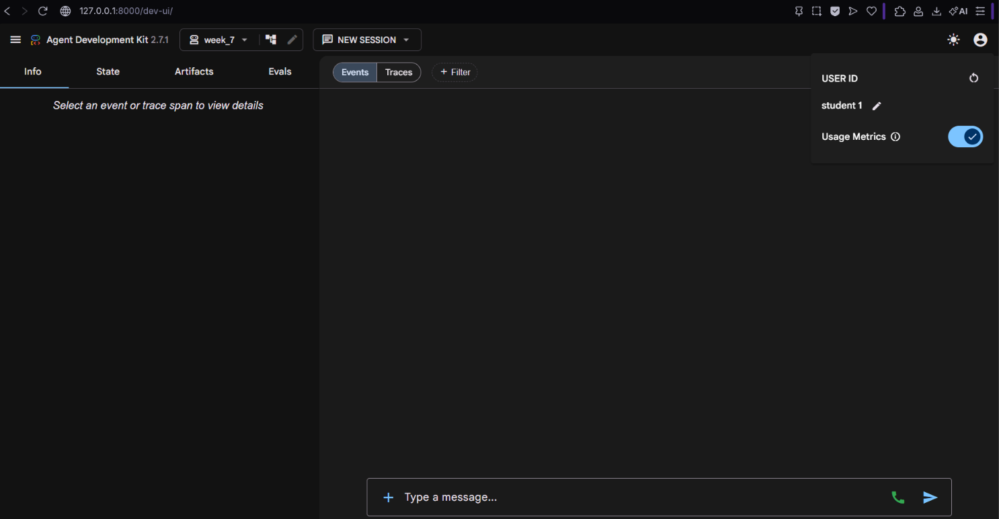 127.0.0.1:8000/dev-ui/
AI
Agent Development Kit 2.7.1
week_7
NEW SESSION
Info
State
Artifacts
Evals
Events
Traces
+ Filter
USER ID
Select an event or trace span to view details
student 1
Usage Metrics
Type a message...